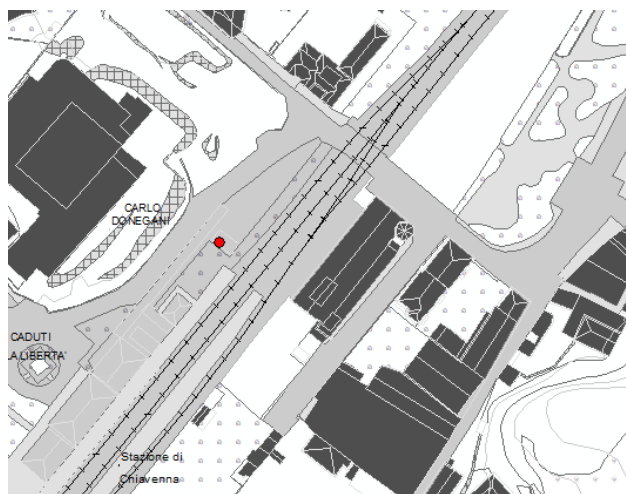 CARLO
DONEGANI
CADUTI
LA LIBERTA'
Stazione di
Chiavenna